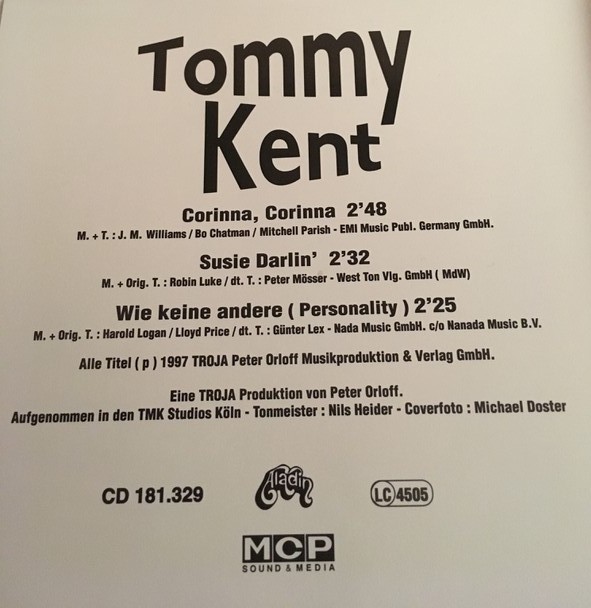 Tommy
Kent
Corinna, Corinna 2'48
M. + T. : J. M. Williams / Bo Chatman / Mitchell Parish - EMI Music Publ. Germany GmbH.
Susie Darlin' 2'32
M. + Orig. T. : Robin Luke / dt. T. : Peter Mösser - West Ton Vlg. GmbH ( MdW)
Wie keine andere ( Personality ) 2'25
M. + Orig. T. : Harold Logan / Lloyd Price / dt. T. : Günter Lex - Nada Music GmbH. c/o Nanada Music B.V.
Alle Titel ( p ) 1997 TROJA Peter Orloff Musikproduktion & Verlag GmbH.
Eine TROJA Produktion von Peter Orloff.
Aufgenommen in den TMK Studios Köln - Tonmeister : Nils Heider - Coverfoto : Michael Doster
CD 181.329 Aladin LC 4505
MCP
SOUND & MEDIA